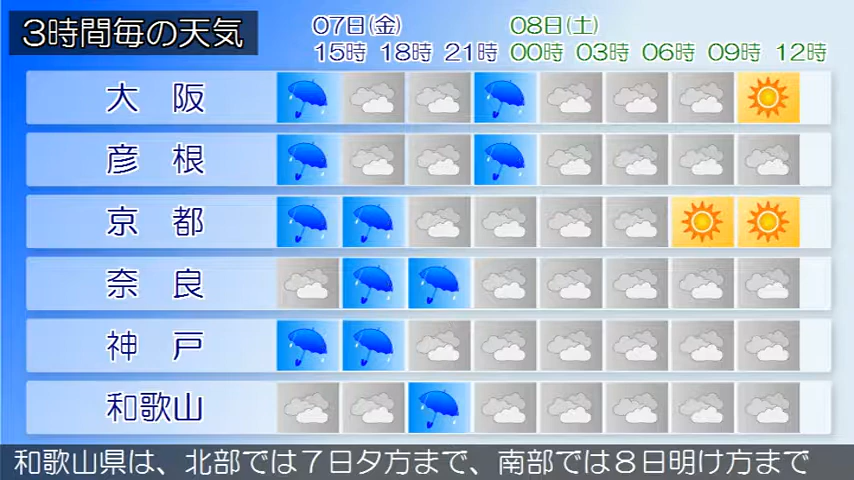 3時間毎の天気
07日(金) 08日(土)
15時 18時 21時 00時 03時 06時 09時 12時
大阪
彦根
京都
奈良
神戸
和歌山
和歌山県は、北部では７日夕方まで、南部では８日明け方まで